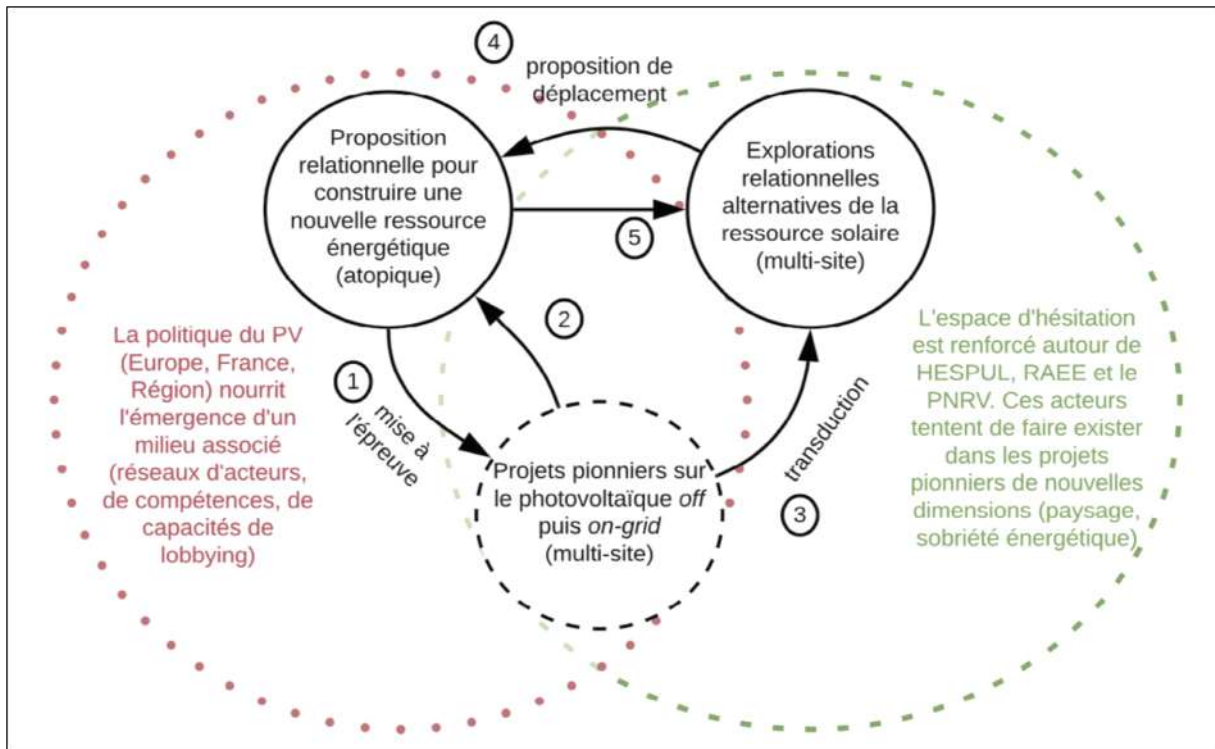 4
proposition de
déplacement
Proposition
relationnelle pour
construire une
nouvelle ressource
énergétique
(atopique)
Explorations
relationnelles
alternatives de la
ressource solaire
(multi-site)
5
2
La politique du PV
(Europe, France,
Région) nourrit
l'émergence d'un
milieu associé
(réseaux d'acteurs,
de compétences, de
capacités de
lobbying)
1
mise à
l'épreuve
Projets pionniers sur
le photovoltaïque off
puis on-grid
(multi-site)
transduction
3
L'espace d'hésitation
est renforcé autour de
HESPUL, RAEE et le
PNRV. Ces acteurs
tentent de faire exister
dans les projets
pionniers de nouvelles
dimensions (paysage,
sobriété énergétique)